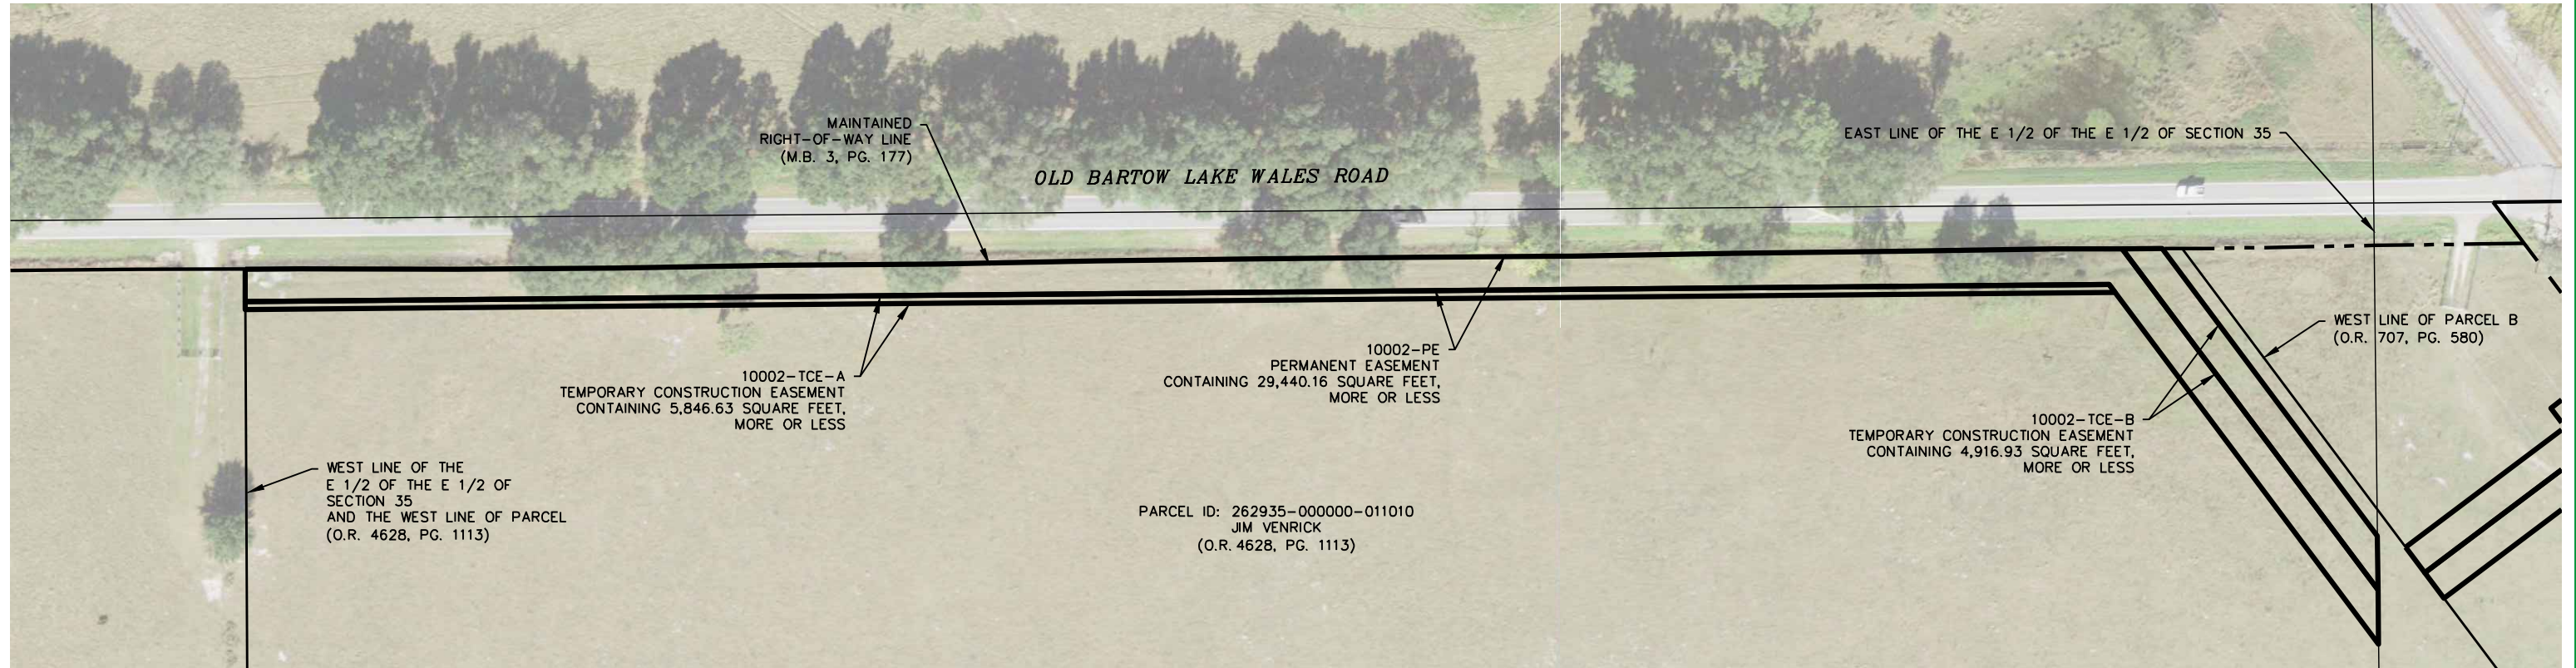 MAINTAINED
RIGHT-OF-WAY LINE
(M.B. 3, PG. 177)
OLD BARTOW LAKE WALES ROAD
EAST LINE OF THE E 1/2 OF THE E 1/2 OF SECTION 35
WEST LINE OF PARCEL B
(O.R. 707, PG. 580)
10002-TCE-A
TEMPORARY CONSTRUCTION EASEMENT
CONTAINING 5,846.63 SQUARE FEET,
MORE OR LESS
10002-PE
PERMANENT EASEMENT
CONTAINING 29,440.16 SQUARE FEET,
MORE OR LESS
10002-TCE-B
TEMPORARY CONSTRUCTION EASEMENT
CONTAINING 4,916.93 SQUARE FEET,
MORE OR LESS
WEST LINE OF THE
E 1/2 OF THE E 1/2 OF
SECTION 35
AND THE WEST LINE OF PARCEL
(O.R. 4628, PG. 1113)
PARCEL ID: 262935-000000-011010
JIM VENRICK
(O.R. 4628, PG. 1113)